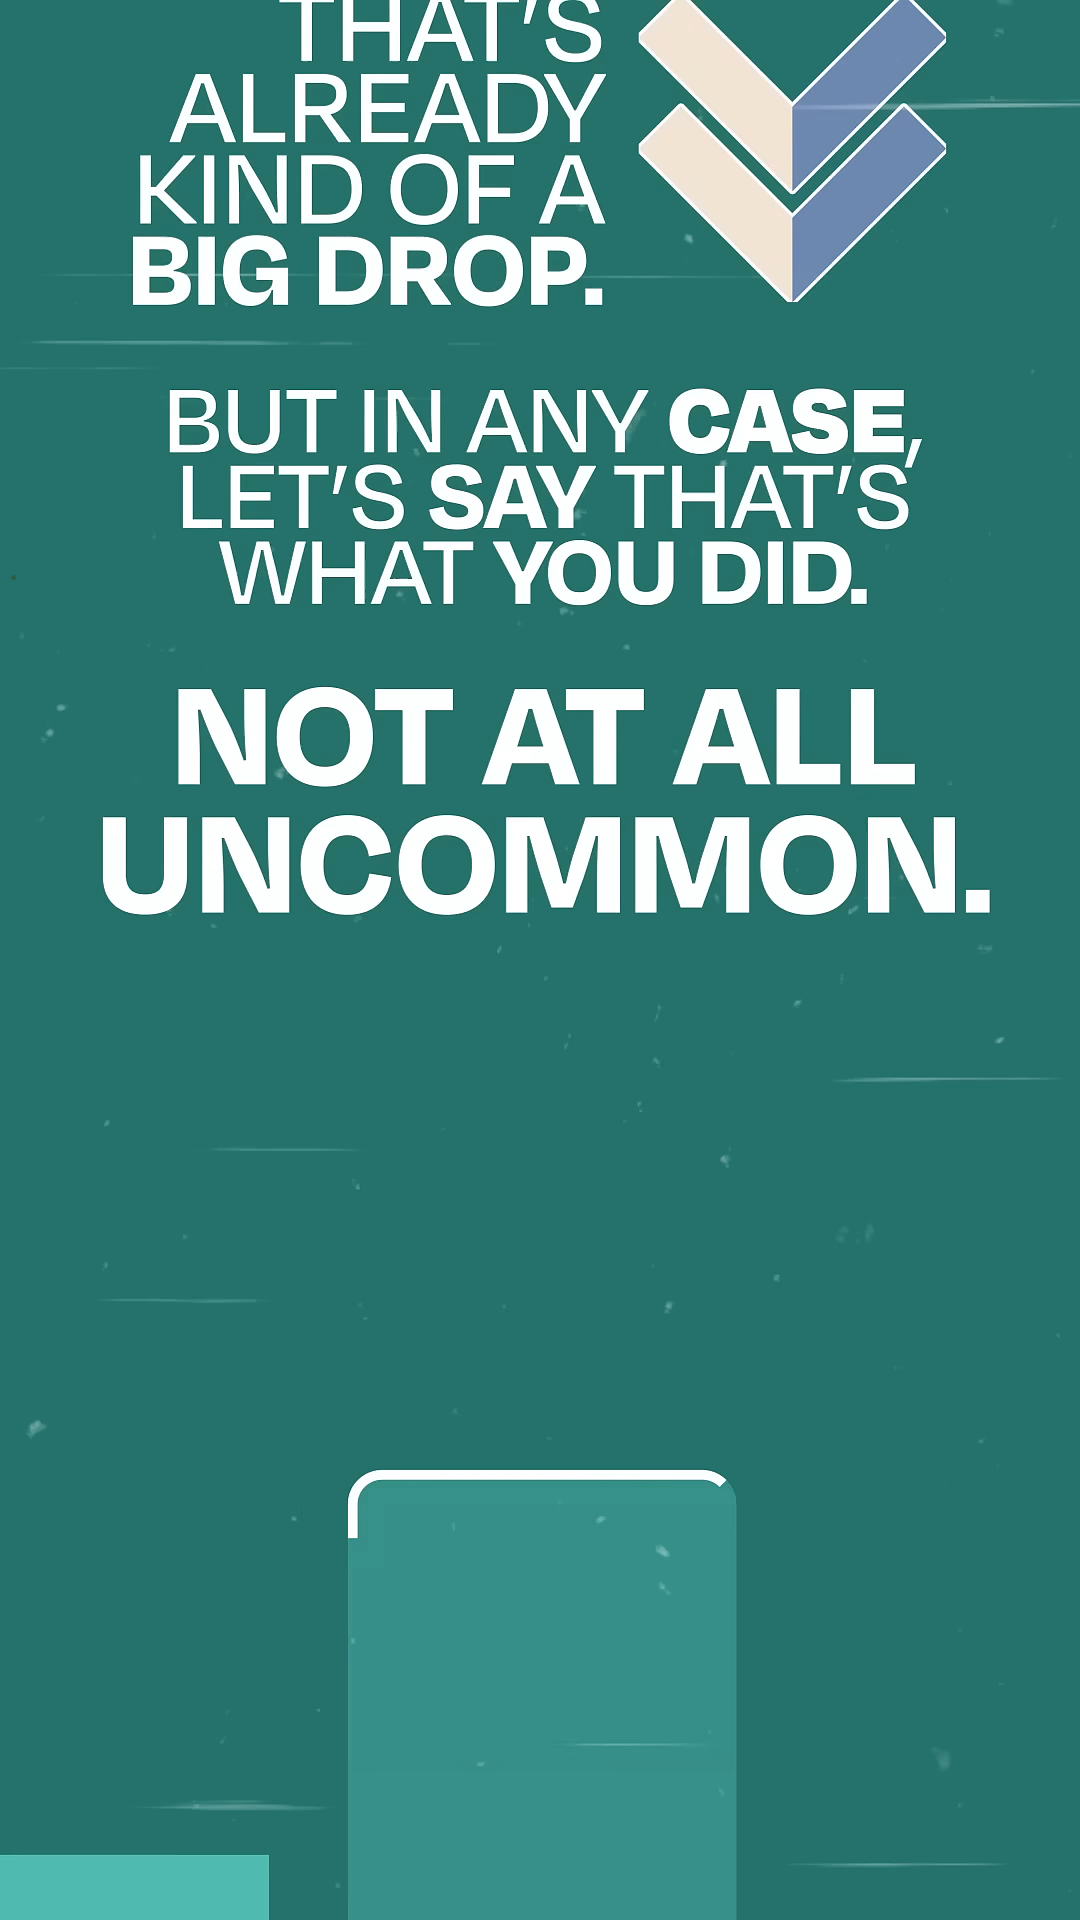 THAT'S
ALREADY
KIND OF A
BIG DROP.
BUT IN ANY CASE,
LET'S SAY THAT'S
WHAT YOU DID.
NOT AT ALL
UNCOMMON.